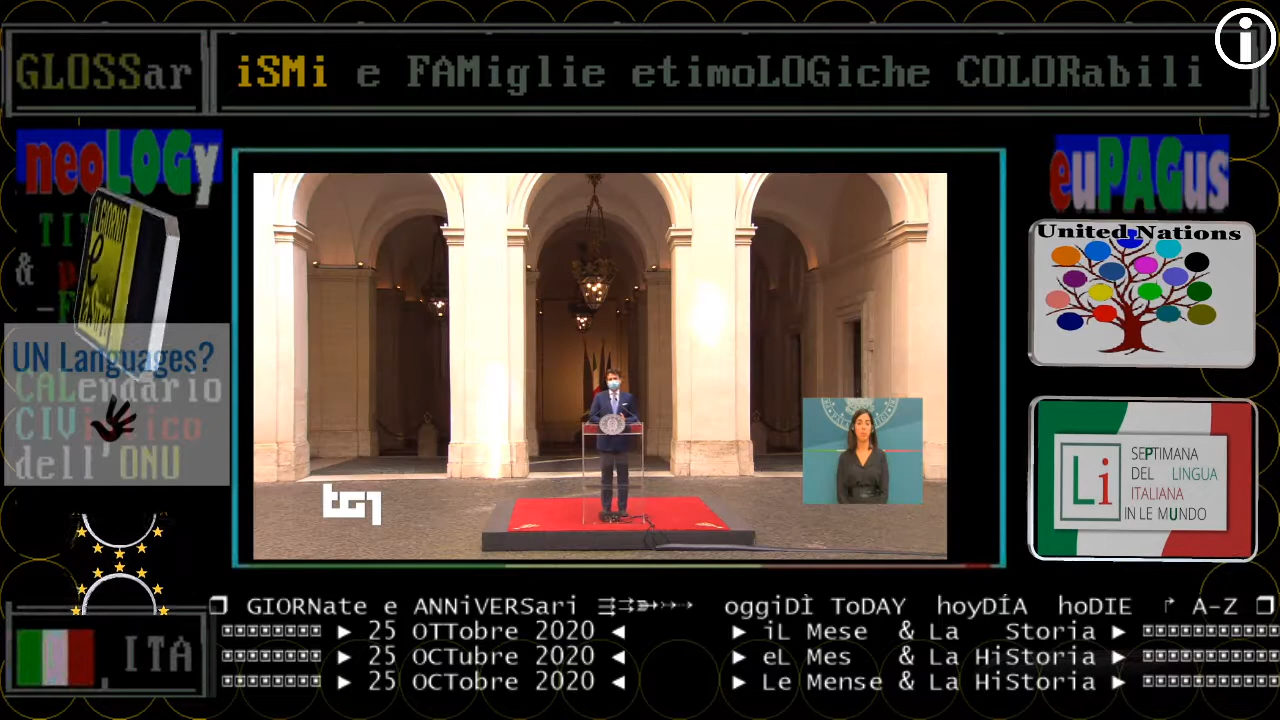 GLOSSar
iSMi e FAMiglie etimoLOGiche COLORabili
neoLOGy
euPAGus
United Nations
&
UN Languages?
CALendario
CIVico
dell'ONU
SEPTIMANA
DEL LINGUA
ITALIANA
IN LE MUNDO
Li
tg1
GIORNate e ANNiVERSari
oggiDÌ ToDAY hoyDÍA hoDIE
A-Z
25 OTTobre 2020
iL Mese & La Storia
25 OCTubre 2020
eL Mes & La HiStoria
25 OCTobre 2020
Le Mense & La HiStoria
ITA